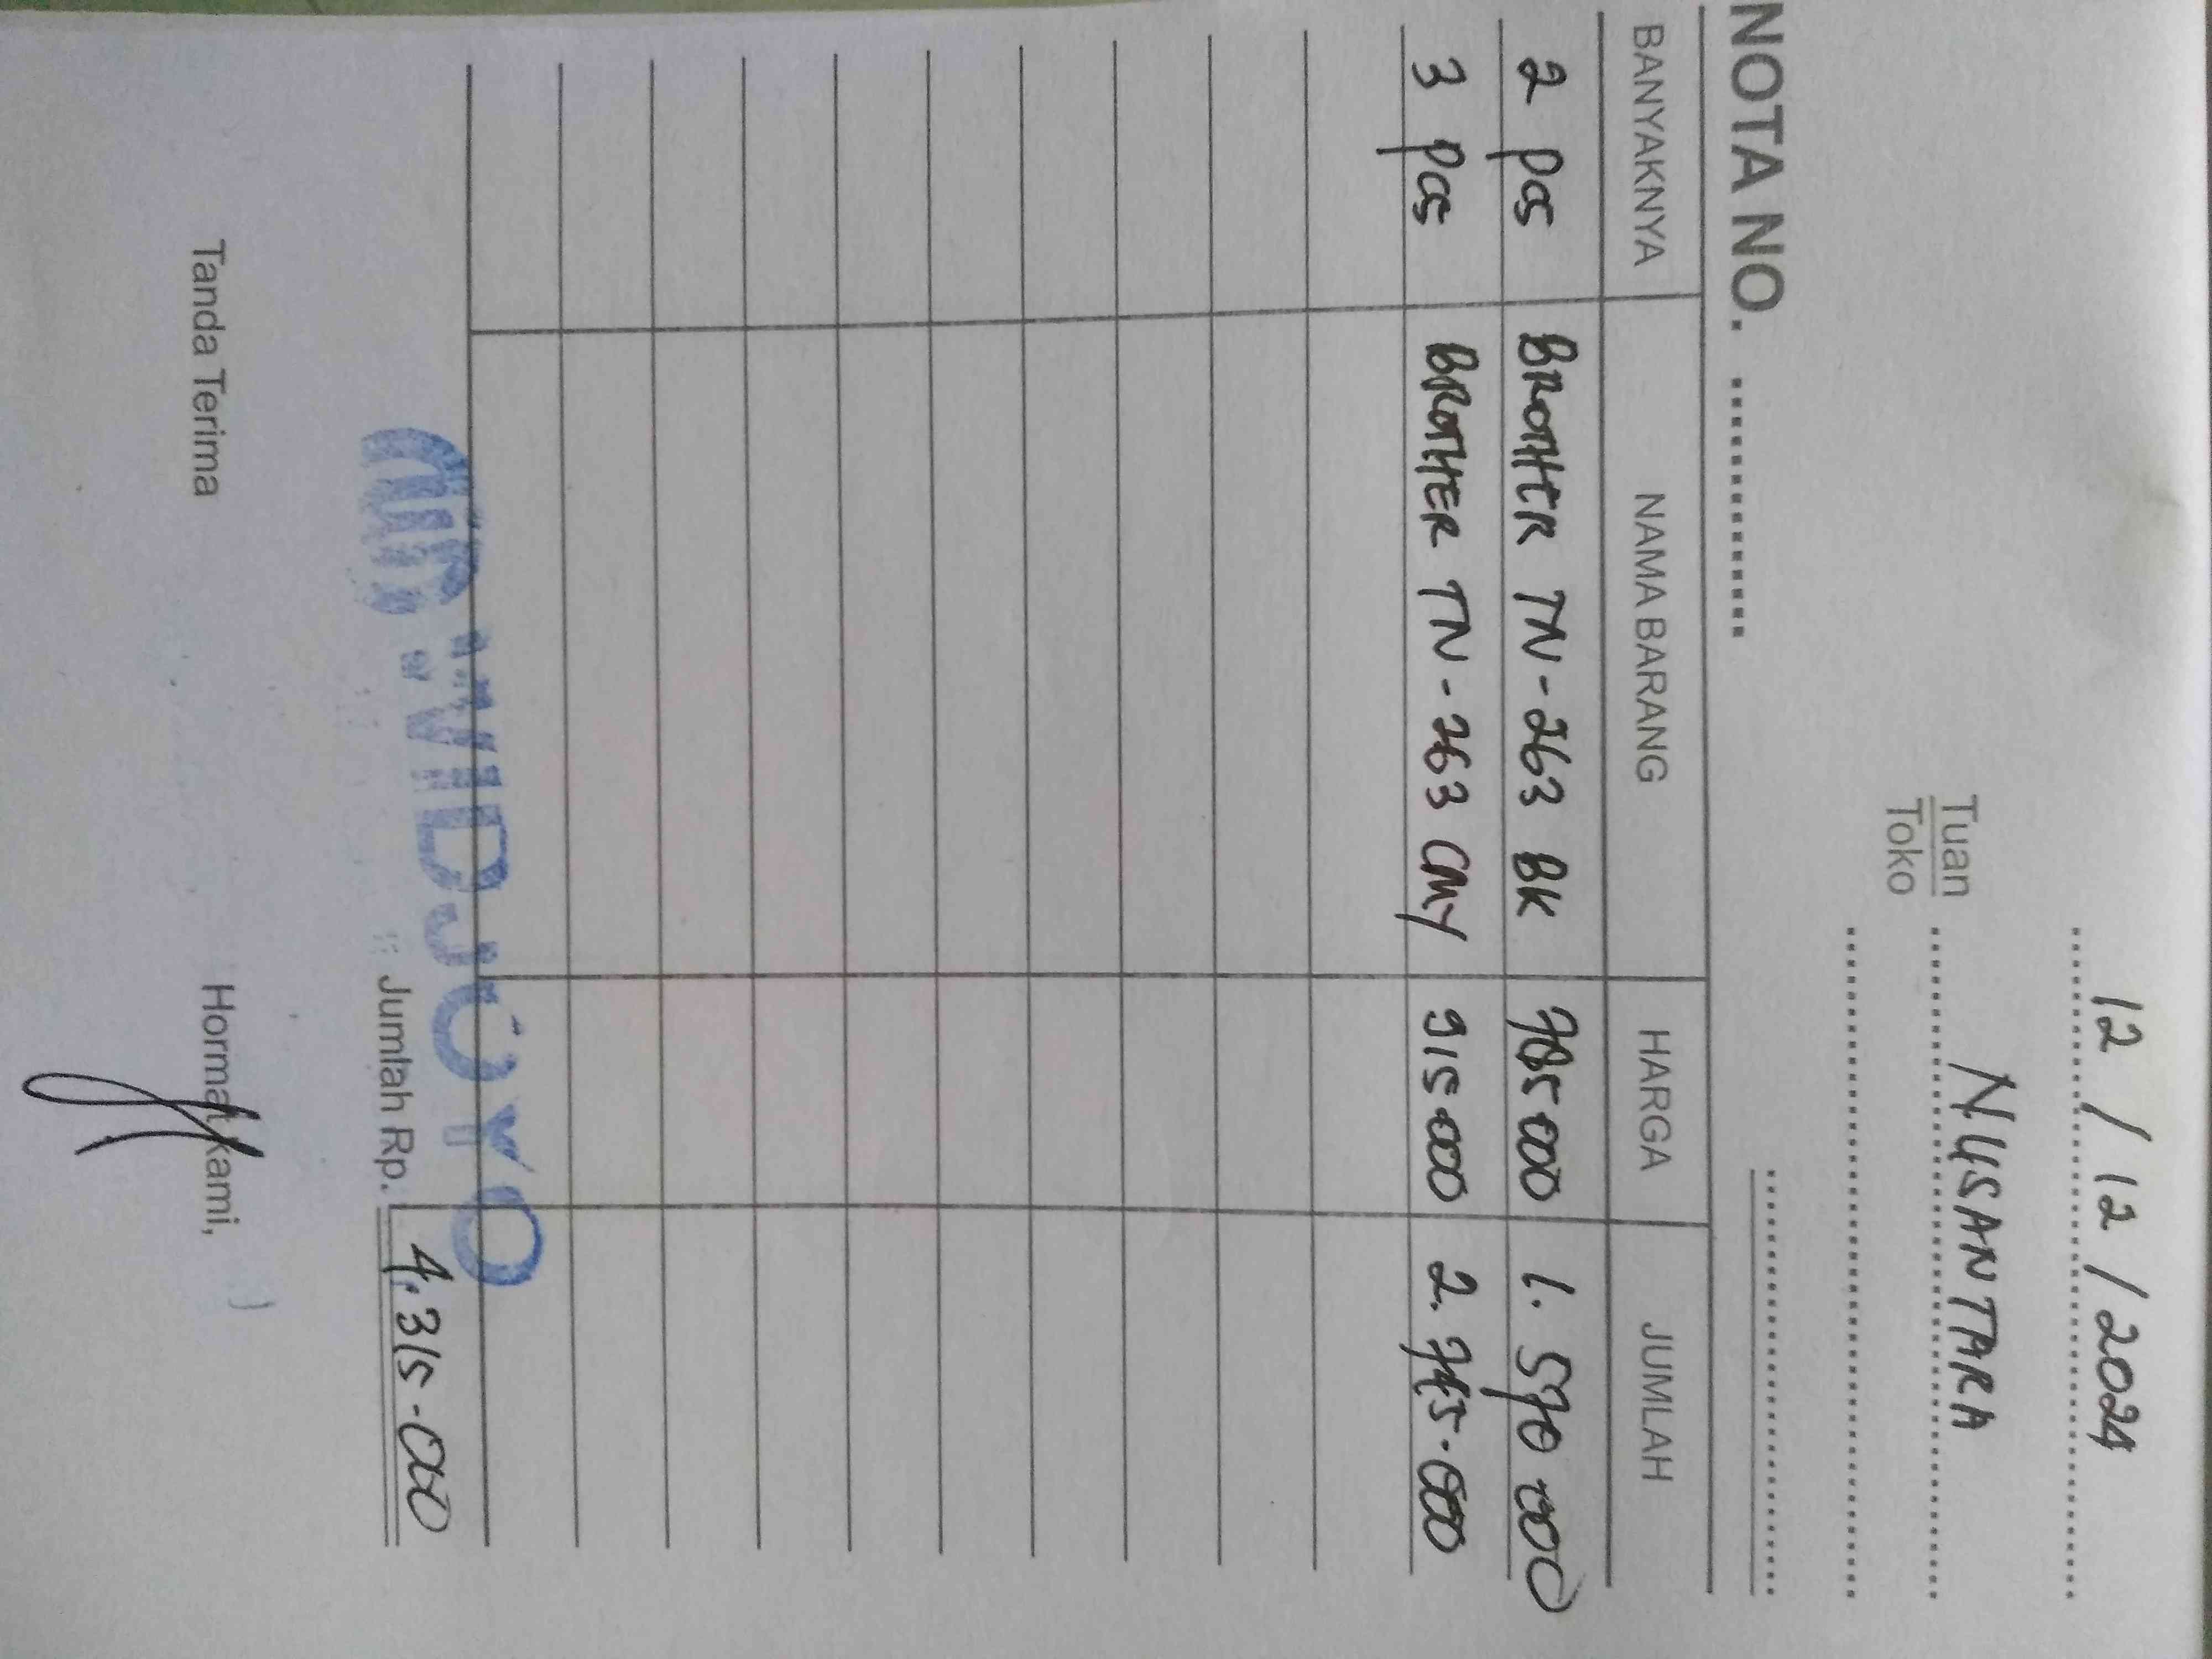 12 / 12 / 2024
Tuan NUSANTARA
Toko
NOTA NO. ................
BANYAKNYA NAMA BARANG HARGA JUMLAH
2 pcs BROTHER TN-263 BK 785000 1.570 000
3 pcs BROTHER TN-263 CMY 915.000 2.745.000
WIDJOYO
Jumlah Rp. 4.315.000
Tanda Terima Hormat kami,